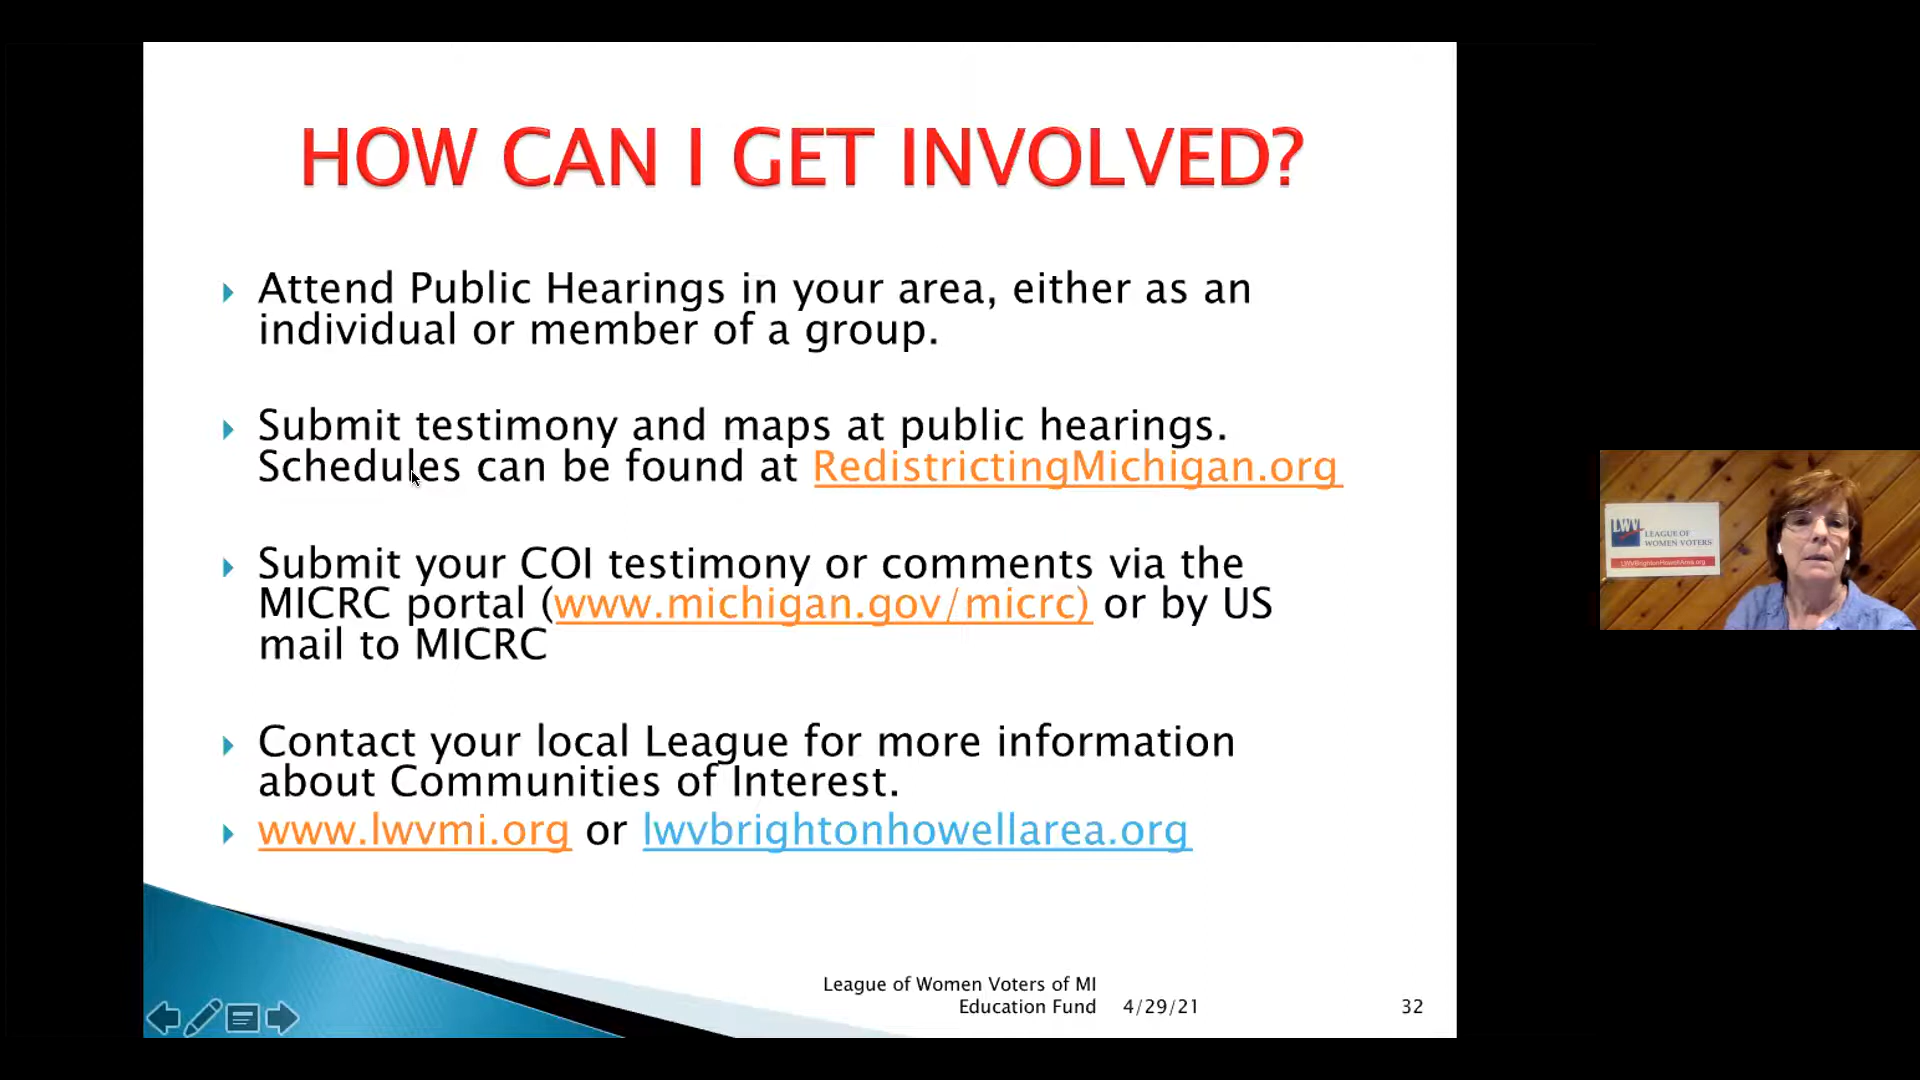 HOW CAN I GET INVOLVED?
Attend Public Hearings in your area, either as an
individual or member of a group.
Submit testimony and maps at public hearings.
Schedules can be found at RedistrictingMichigan.org
Submit your COI testimony or comments via the
MICRC portal (www.michigan.gov/micrc) or by US
mail to MICRC
Contact your local League for more information
about Communities of Interest.
www.lwvmi.org or lwvbrightonhowellarea.org
League of Women Voters of MI
Education Fund 4/29/21 32
LWV
LEAGUE OF
WOMEN VOTERS
LWVBrightonHowellArea.org